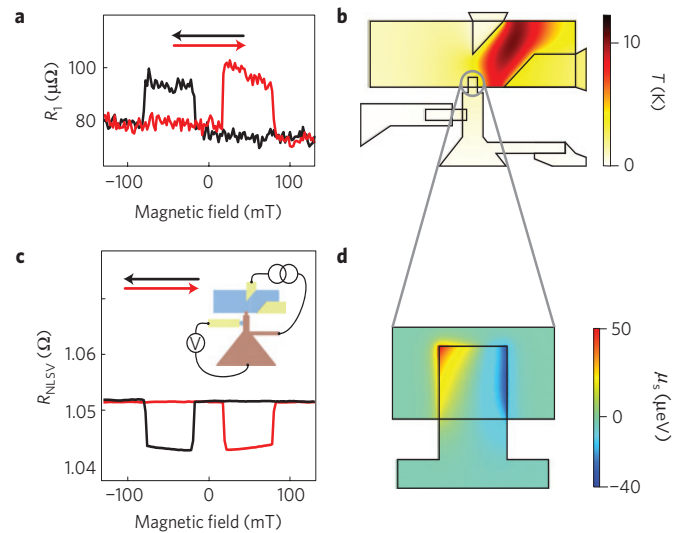 a
R1 (μΩ)
100
80
−100
0
100
Magnetic field (mT)
b
10
0
T (K)
c
V
RNLSV (Ω)
1.06
1.05
1.04
−100
0
100
Magnetic field (mT)
d
50
0
−40
μs (μeV)